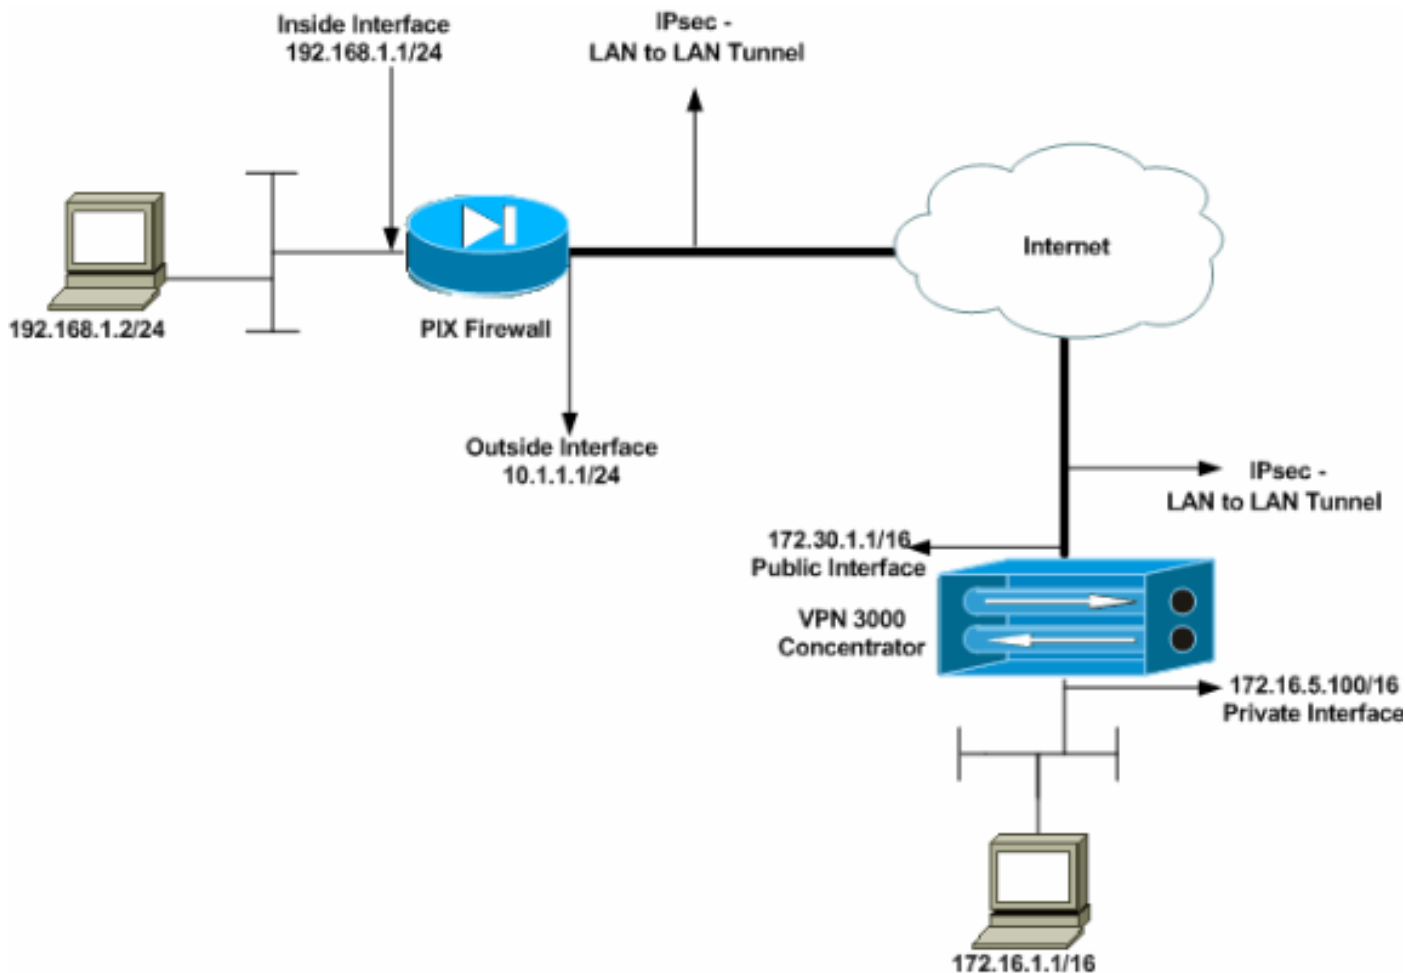 Inside Interface
192.168.1.1/24
IPsec -
LAN to LAN Tunnel
Internet
192.168.1.2/24
PIX Firewall
Outside Interface
10.1.1.1/24
IPsec -
LAN to LAN Tunnel
172.30.1.1/16
Public Interface
VPN 3000
Concentrator
172.16.5.100/16
Private Interface
172.16.1.1/16